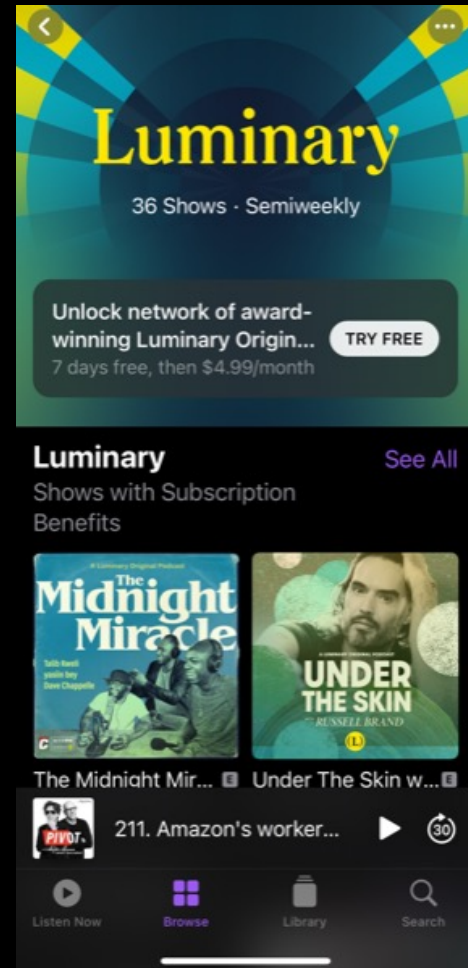 Luminary
36 Shows · Semiweekly
Unlock network of award-
winning Luminary Origin...
TRY FREE
7 days free, then $4.99/month
Luminary
See All
Shows with Subscription
Benefits
A Luminary Original Podcast
The
Midnight
Miracle
Talib Kweli
yasiin bey
Dave Chappelle
A LUMINARY ORIGINAL PODCAST
UNDER
THE SKIN
RUSSELL BRAND
(L)
The Midnight Mir... E
Under The Skin w... E
PIVOT
211. Amazon's worker...
30
Listen Now
Browse
Library
Search